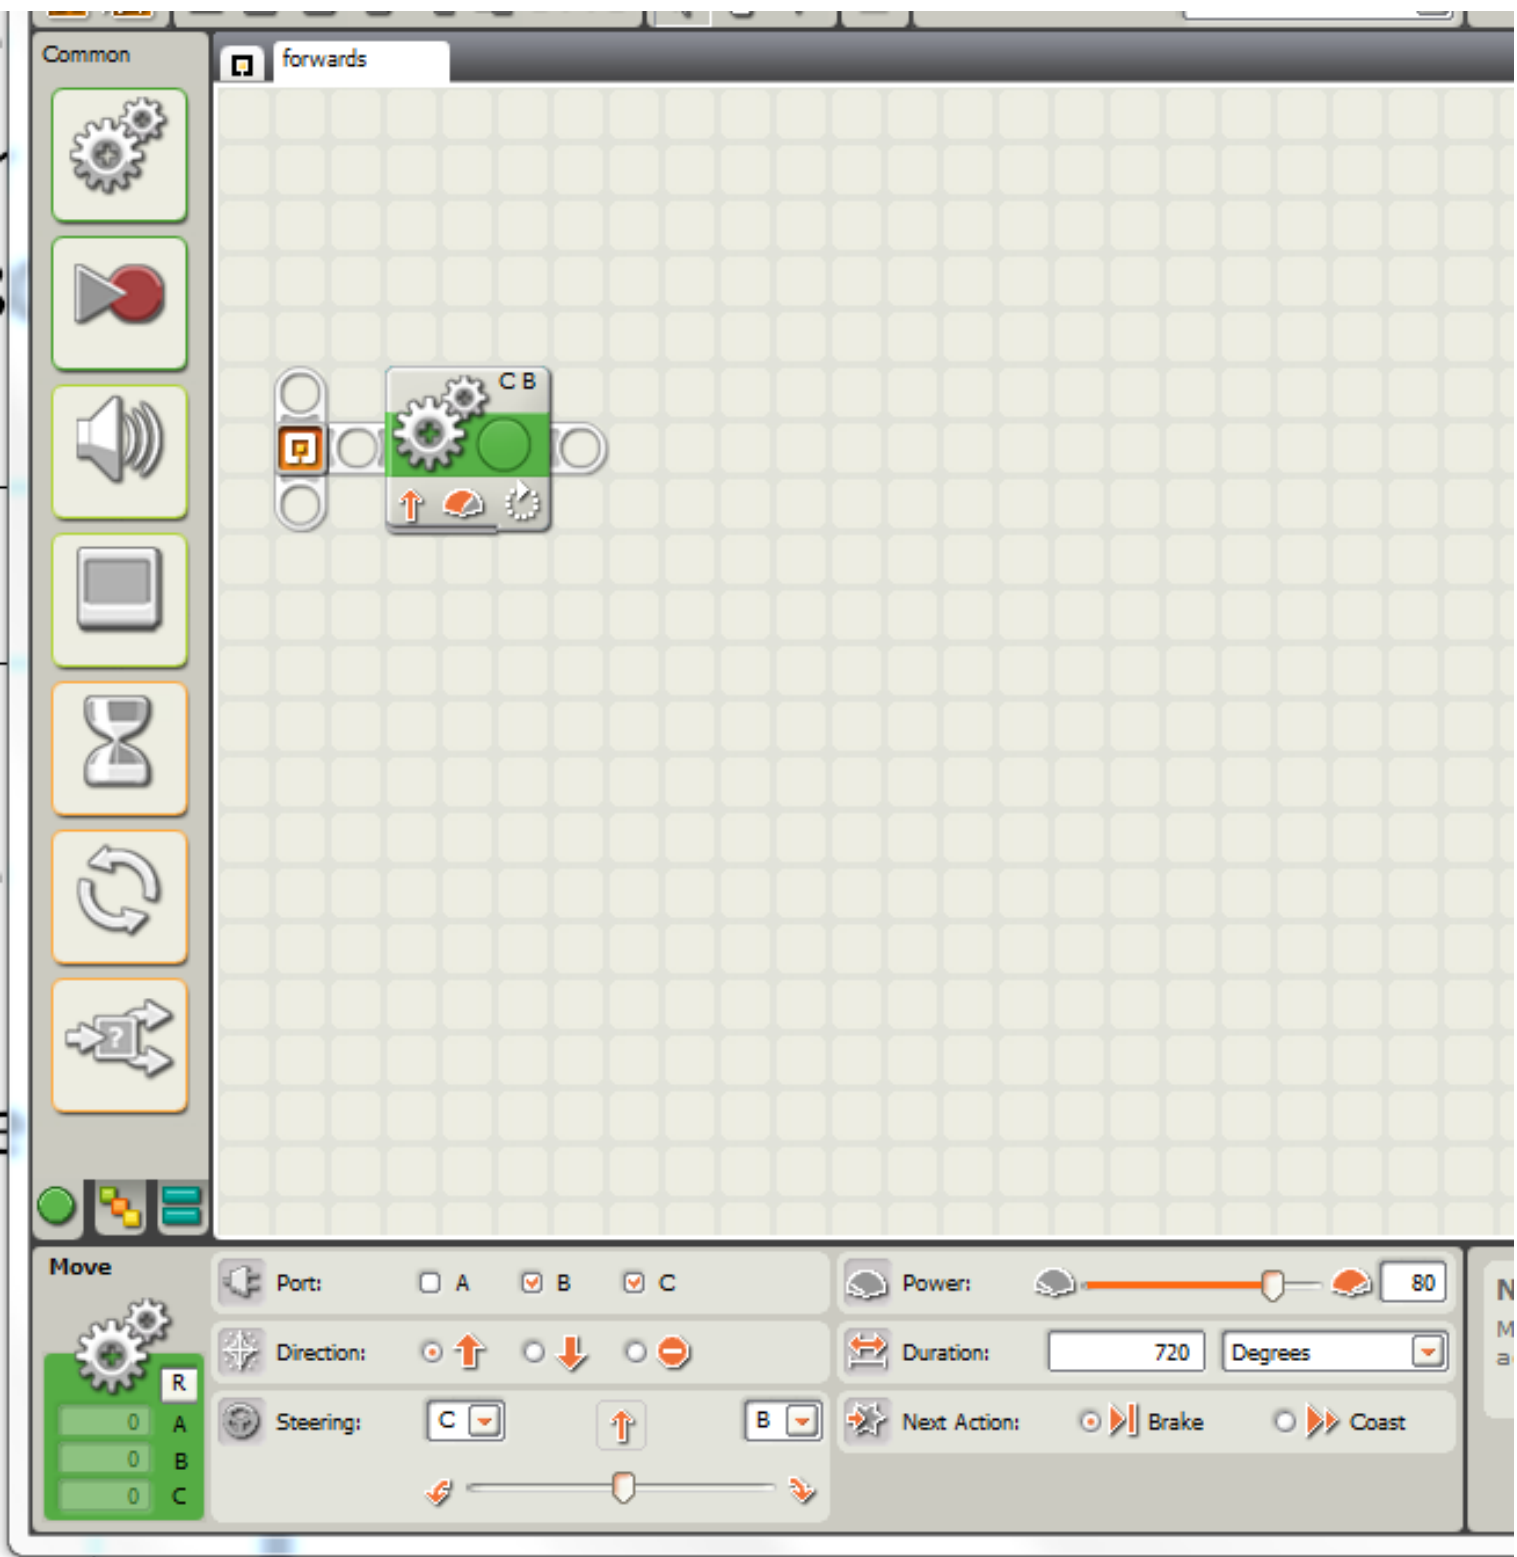 Common
forwards
C B
Move
R
0 A
0 B
0 C
Port: A B C
Direction:
Steering: C B
Power: 80
Duration: 720 Degrees
Next Action: Brake Coast
?